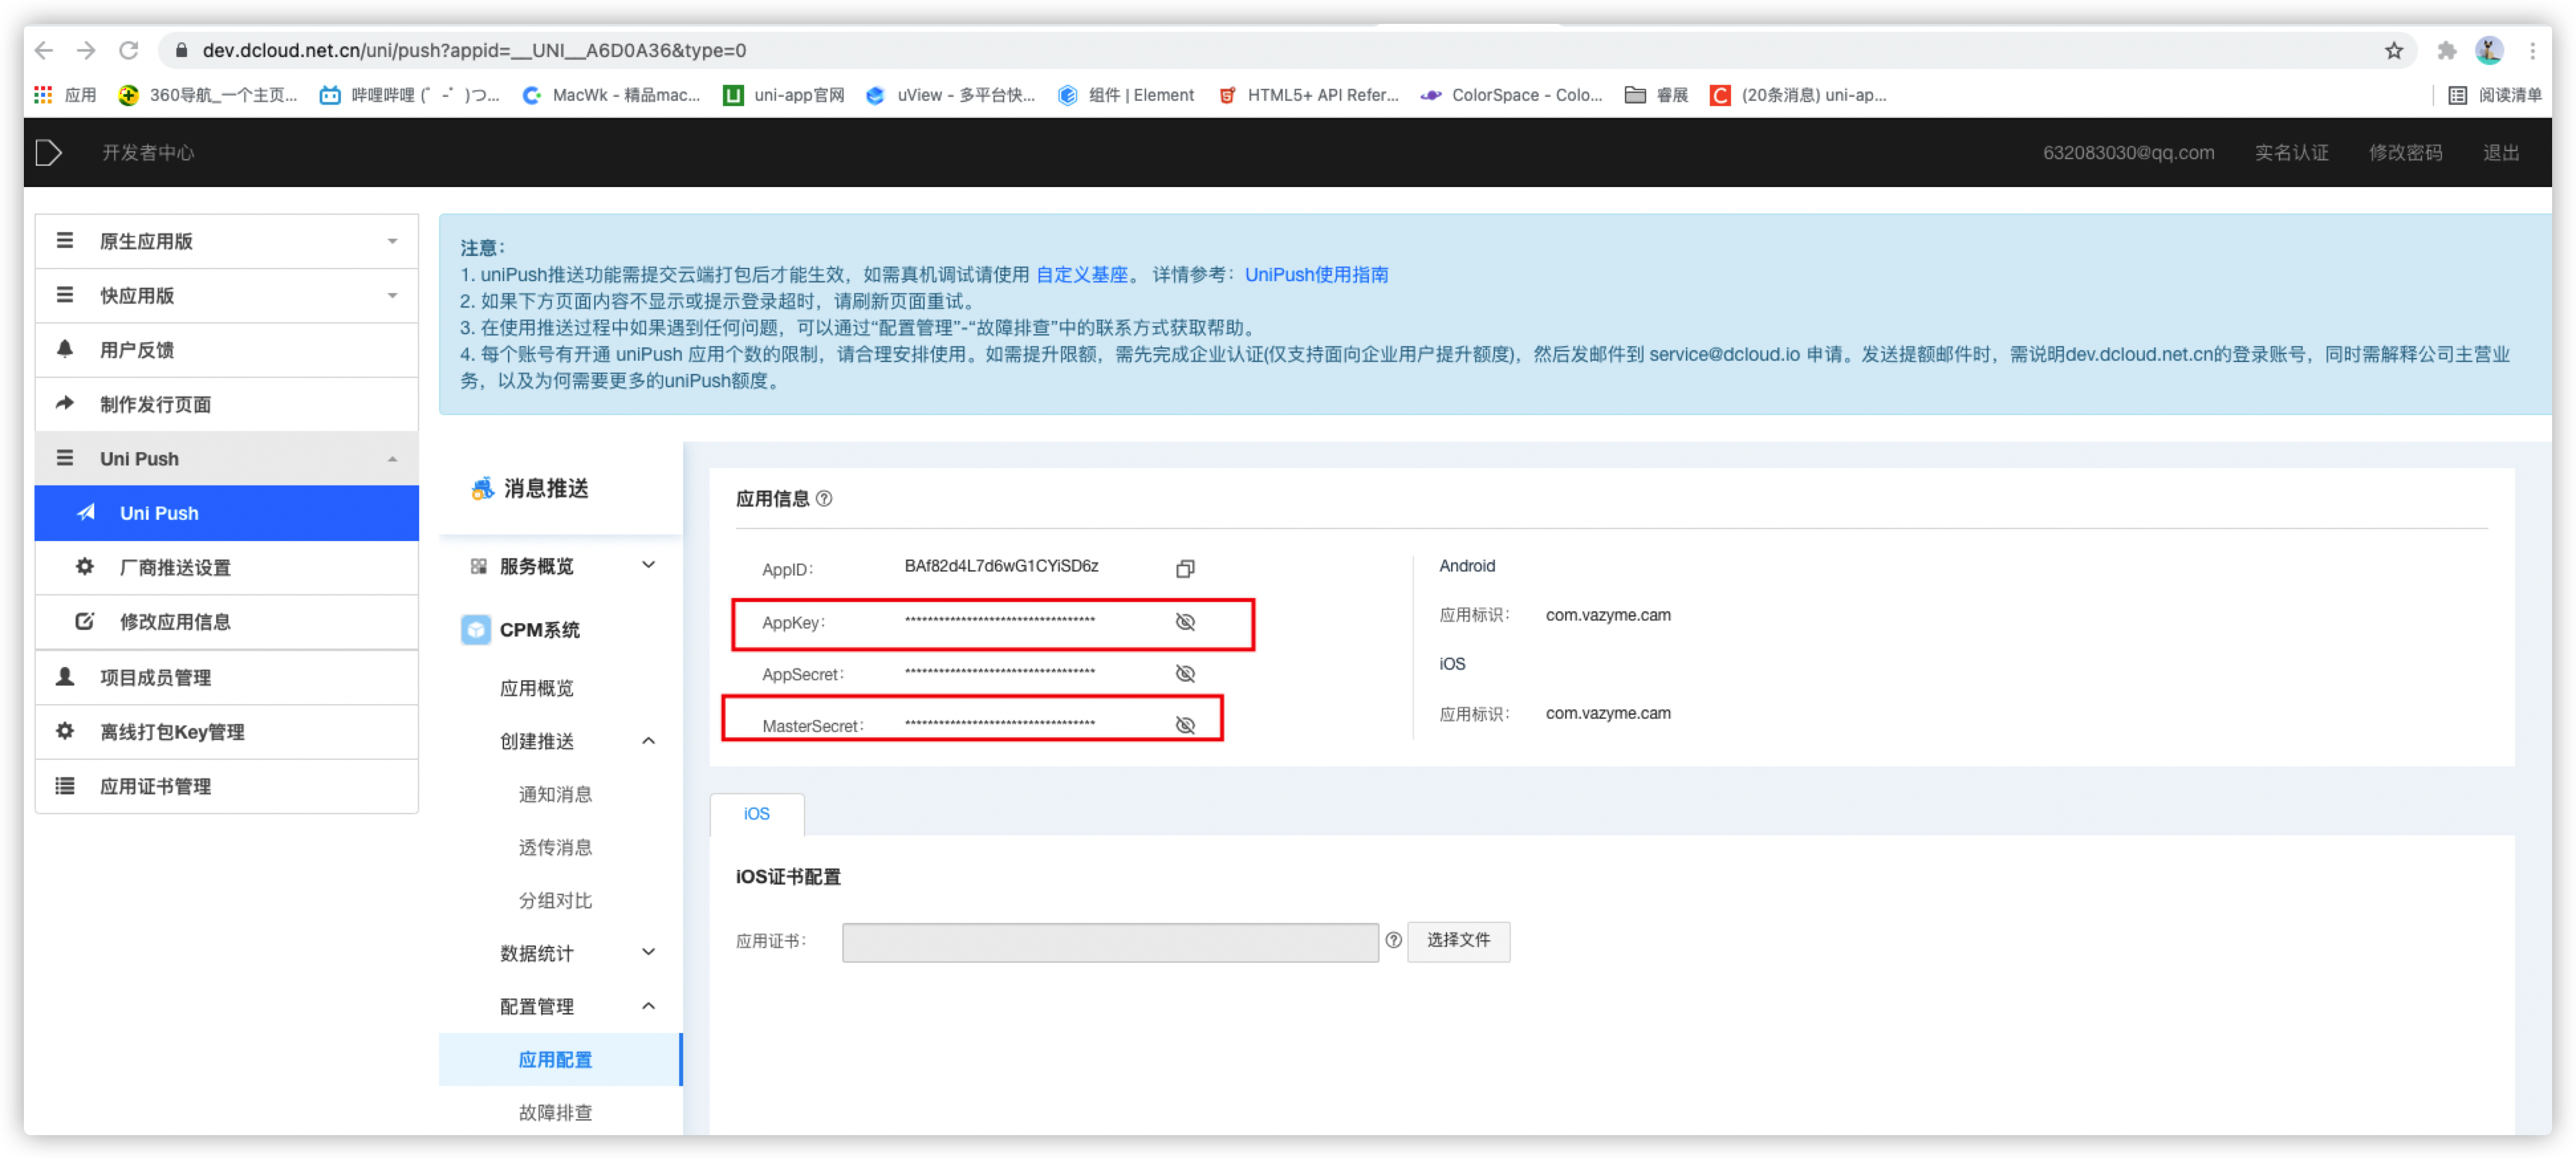 dev.dcloud.net.cn/uni/push?appid=__UNI__A6D0A36&type=0
应用
360导航_一个主页...
哔哩哔哩 (゜-゜)つ...
MacWk - 精品mac...
uni-app官网
uView - 多平台快...
组件 | Element
HTML5+ API Refer...
ColorSpace - Colo...
睿展
(20条消息) uni-ap...
阅读清单
开发者中心
632083030@qq.com
实名认证
修改密码
退出
原生应用版
快应用版
用户反馈
制作发行页面
Uni Push
Uni Push
厂商推送设置
修改应用信息
项目成员管理
离线打包Key管理
应用证书管理
注意：
1. uniPush推送功能需提交云端打包后才能生效，如需真机调试请使用 自定义基座。 详情参考：UniPush使用指南
2. 如果下方页面内容不显示或提示登录超时，请刷新页面重试。
3. 在使用推送过程中如果遇到任何问题，可以通过“配置管理”-“故障排查”中的联系方式获取帮助。
4. 每个账号有开通 uniPush 应用个数的限制，请合理安排使用。如需提升限额，需先完成企业认证(仅支持面向企业用户提升额度)，然后发邮件到 service@dcloud.io 申请。发送提额邮件时，需说明dev.dcloud.net.cn的登录账号，同时需解释公司主营业
务，以及为何需要更多的uniPush额度。
消息推送
服务概览
CPM系统
应用概览
创建推送
通知消息
透传消息
分组对比
数据统计
配置管理
应用配置
故障排查
应用信息
AppID： BAf82d4L7d6wG1CYiSD6z
AppKey： **********************************
AppSecret： **********************************
MasterSecret： **********************************
Android
应用标识： com.vazyme.cam
iOS
应用标识： com.vazyme.cam
iOS
iOS证书配置
应用证书：
选择文件